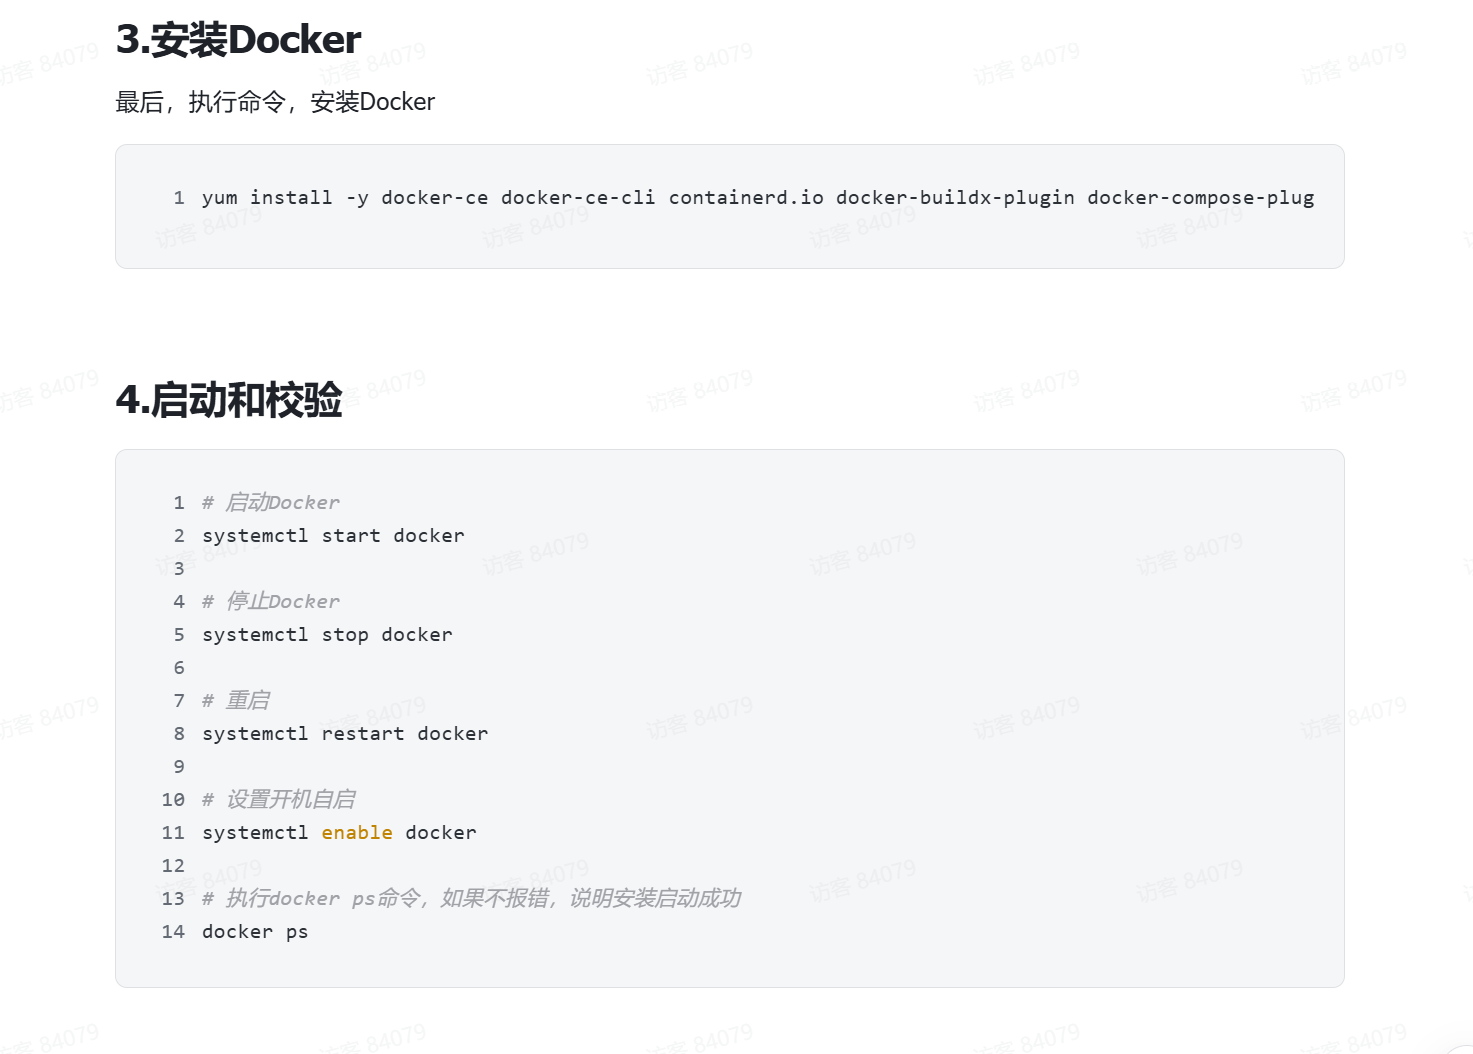 3.安装Docker
最后，执行命令，安装Docker
1 yum install -y docker-ce docker-ce-cli containerd.io docker-buildx-plugin docker-compose-plug
4.启动和校验
1 # 启动Docker
2 systemctl start docker
3
4 # 停止Docker
5 systemctl stop docker
6
7 # 重启
8 systemctl restart docker
9
10 # 设置开机自启
11 systemctl enable docker
12
13 # 执行docker ps命令，如果不报错，说明安装启动成功
14 docker ps
访客 84079